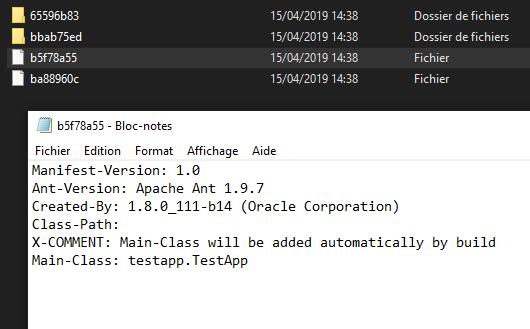 65596b83 15/04/2019 14:38 Dossier de fichiers
bbab75ed 15/04/2019 14:38 Dossier de fichiers
b5f78a55 15/04/2019 14:38 Fichier
ba88960c 15/04/2019 14:38 Fichier
b5f78a55 - Bloc-notes
Fichier Edition Format Affichage Aide
Manifest-Version: 1.0
Ant-Version: Apache Ant 1.9.7
Created-By: 1.8.0_111-b14 (Oracle Corporation)
Class-Path:
X-COMMENT: Main-Class will be added automatically by build
Main-Class: testapp.TestApp